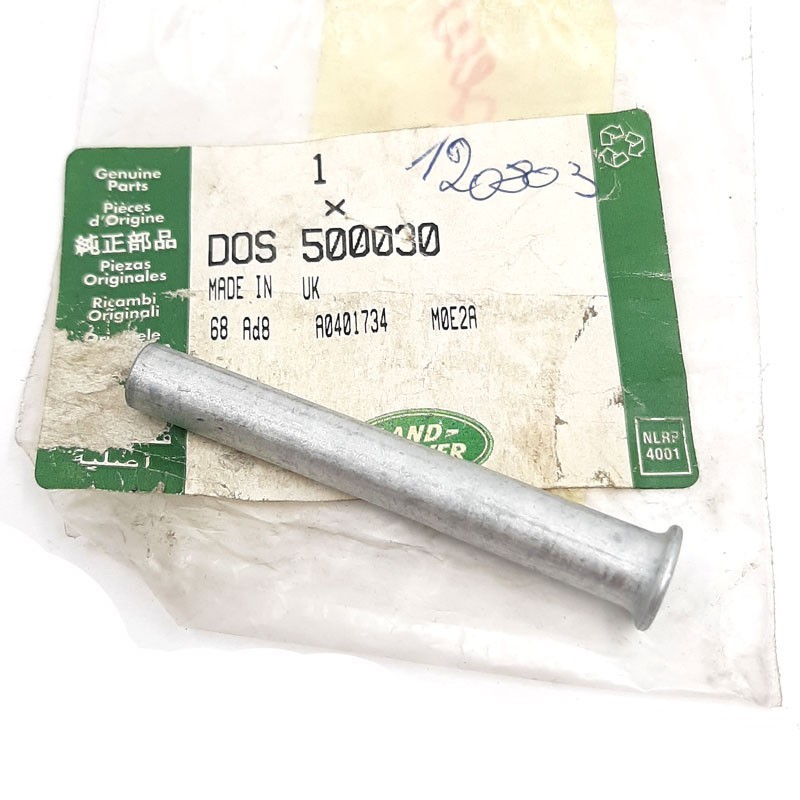 Genuine
Parts
Pièces
d'Origine
純正部品
Piezas
Originales
Ricambi
Originali
1
x
DOS 500030
MADE IN UK
68 Ad8 A0401734 M0E2A
120803
NLRP
4001
أصلية